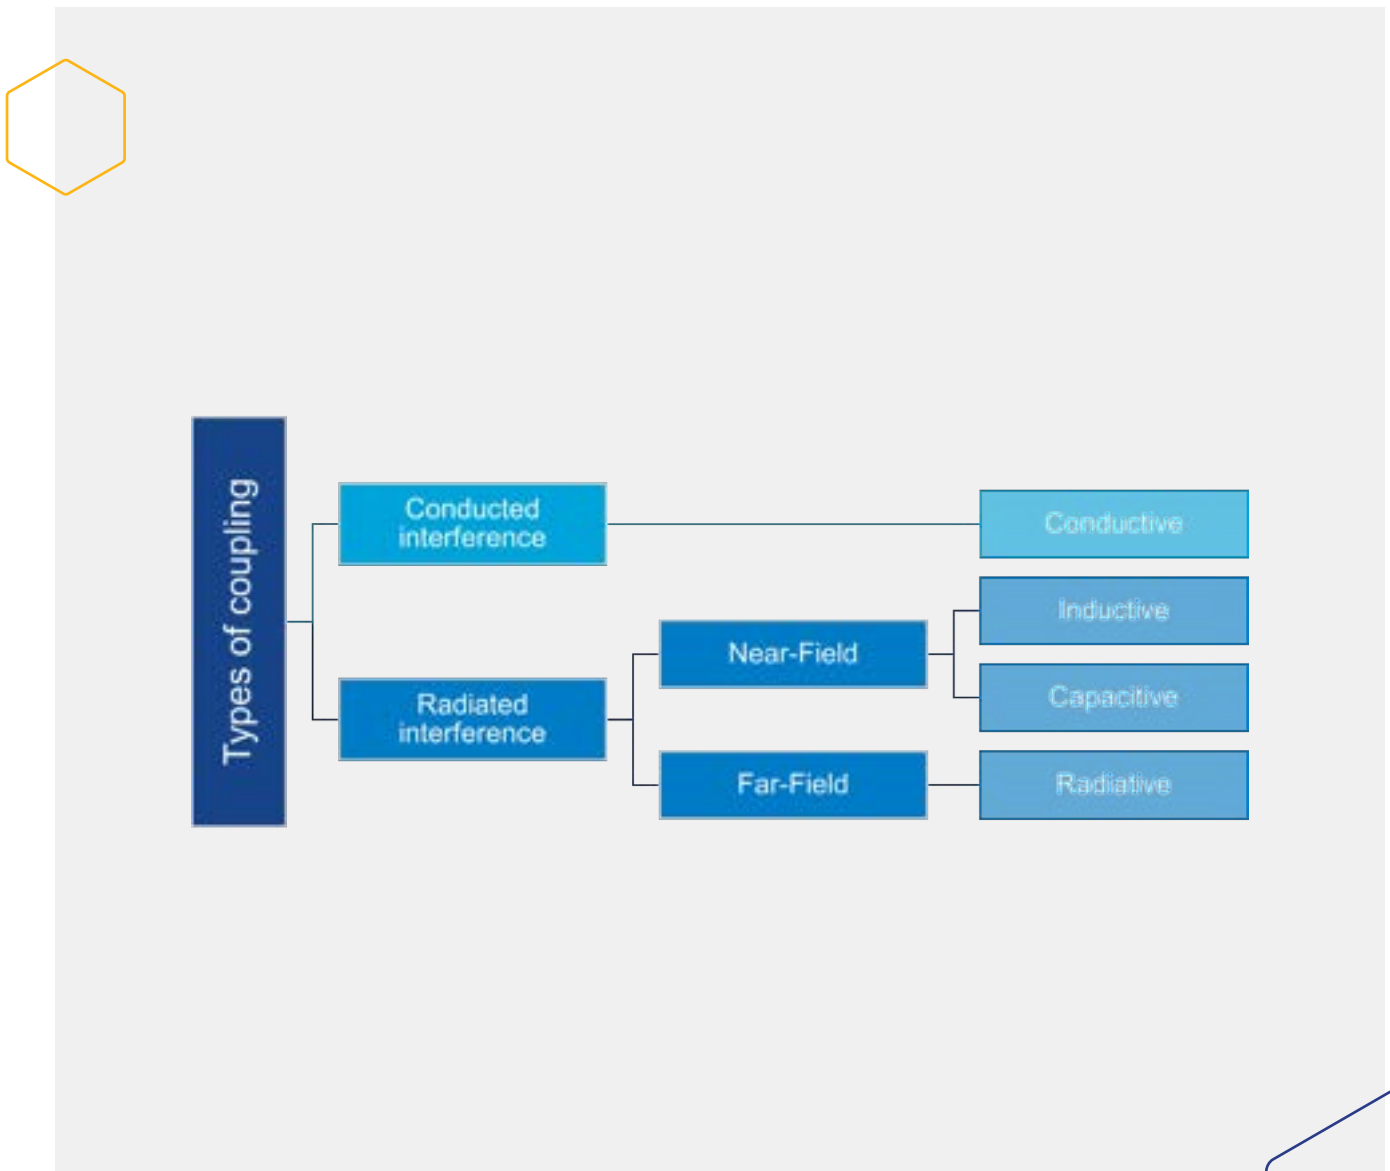 Types of coupling
Conducted
interference
Conductive
Radiated
interference
Near-Field
Inductive
Capacitive
Far-Field
Radiative